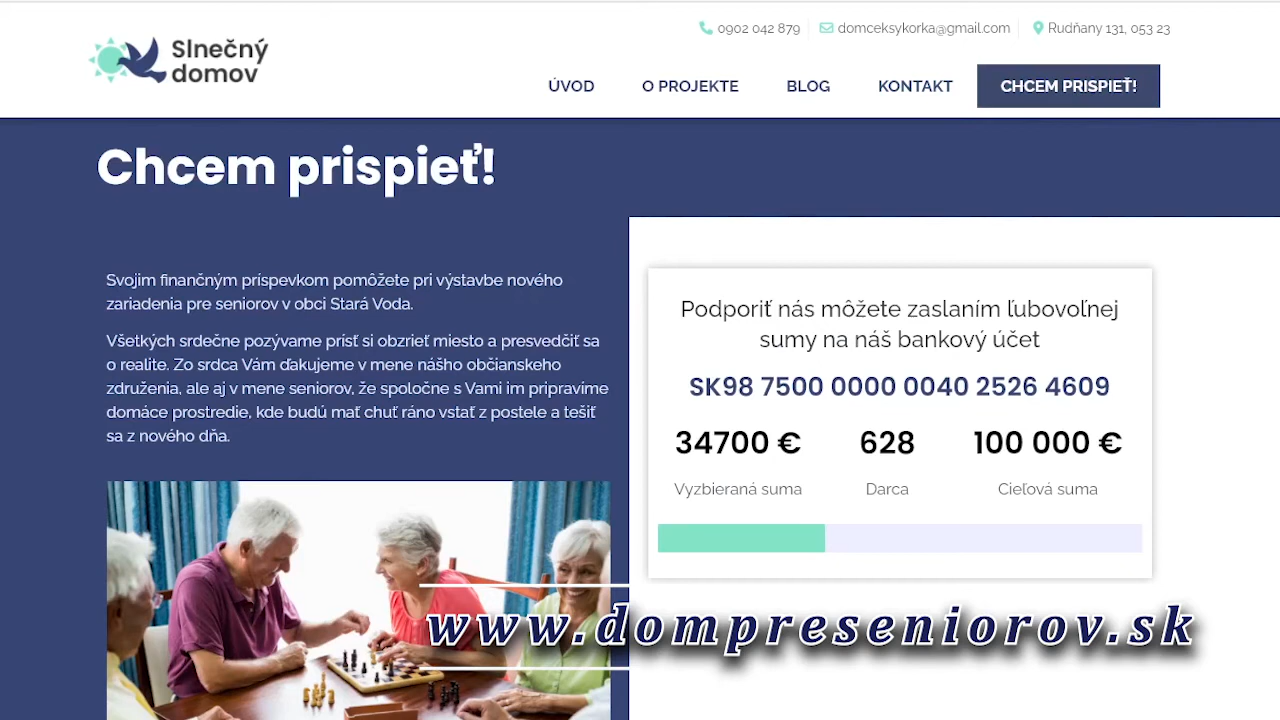 Slnečný
domov
0902 042 879
domceksykorka@gmail.com
Rudňany 131, 053 23
ÚVOD
O PROJEKTE
BLOG
KONTAKT
CHCEM PRISPIEŤ!
Chcem prispieť!
Svojim finančným príspevkom pomôžete pri výstavbe nového
zariadenia pre seniorov v obci Stará Voda.
Všetkých srdečne pozývame prísť si obzrieť miesto a presvedčiť sa
o realite. Zo srdca Vám ďakujeme v mene nášho občianskeho
združenia, ale aj v mene seniorov, že spoločne s Vami im pripravíme
domáce prostredie, kde budú mať chuť ráno vstať z postele a tešiť
sa z nového dňa.
Podporiť nás môžete zaslaním ľubovoľnej
sumy na náš bankový účet
SK98 7500 0000 0040 2526 4609
34700 €
628
100 000 €
Vyzbieraná suma
Darca
Cieľová suma
www.dompreseniorov.sk